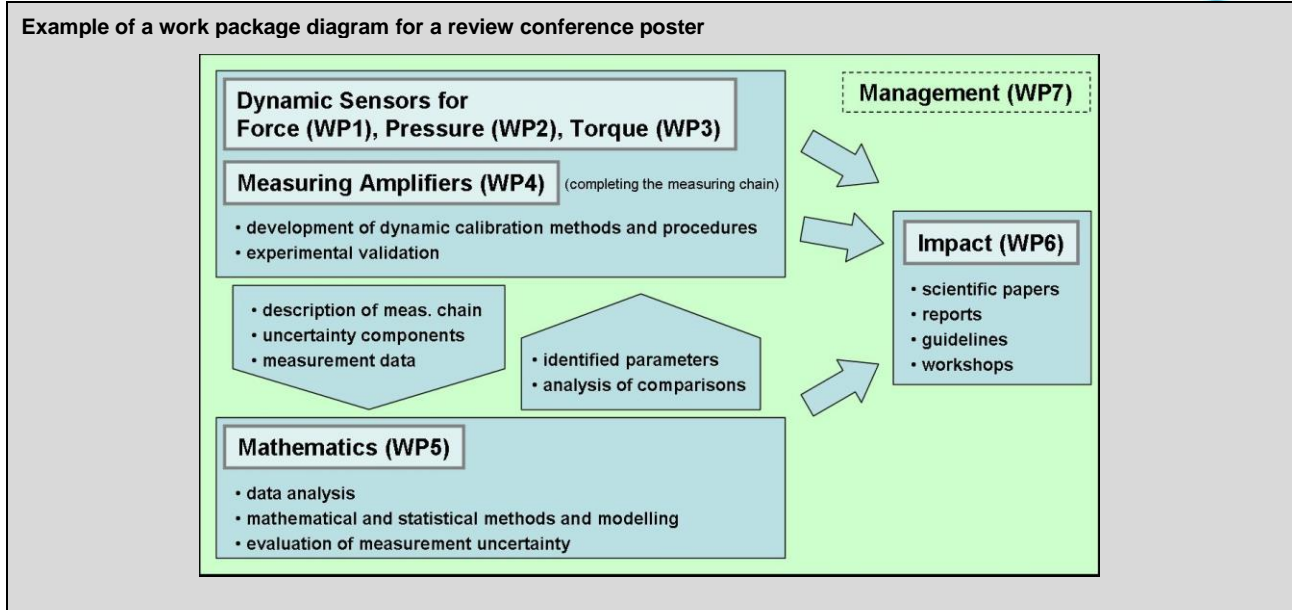 Example of a work package diagram for a review conference poster
Dynamic Sensors for
Force (WP1), Pressure (WP2), Torque (WP3)
Management (WP7)
Measuring Amplifiers (WP4) (completing the measuring chain)
• development of dynamic calibration methods and procedures
• experimental validation
Impact (WP6)
• scientific papers
• reports
• guidelines
• workshops
• description of meas. chain
• uncertainty components
• measurement data
• identified parameters
• analysis of comparisons
Mathematics (WP5)
• data analysis
• mathematical and statistical methods and modelling
• evaluation of measurement uncertainty